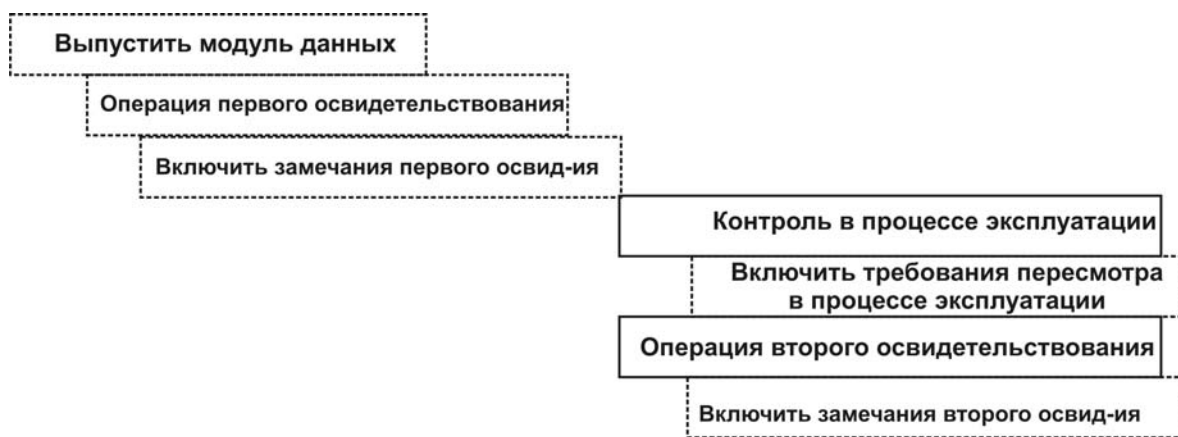 Выпустить модуль данных
Операция первого освидетельствования
Включить замечания первого освид-ия
Контроль в процессе эксплуатации
Включить требования пересмотра
в процессе эксплуатации
Операция второго освидетельствования
Включить замечания второго освид-ия